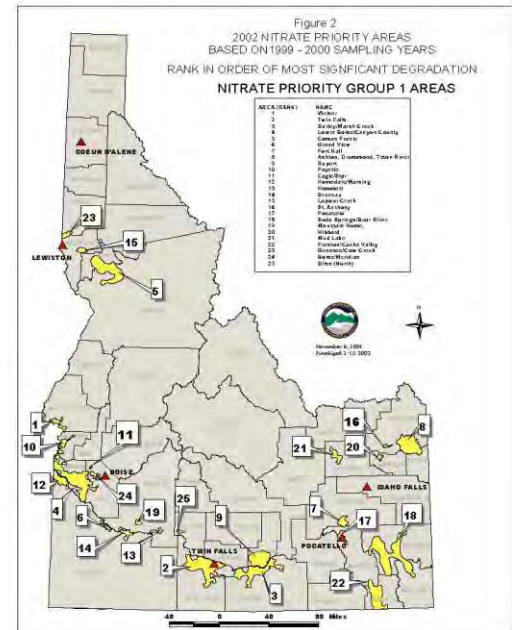 Figure 2
2002 NITRATE PRIORITY AREAS
BASED ON 1999 - 2000 SAMPLING YEARS
RANK IN ORDER OF MOST SIGNFICANT DEGRADATION
NITRATE PRIORITY GROUP 1 AREAS
AREA (RANK) NAME
1 Weiser
2 Twin Falls
3 Burley/Marsh Creek
4 Lower Boise/Canyon County
5 Camas Prairie
6 Grand View
7 Fort Hall
8 Ashton, Drummond, Teton River
9 Rupert
10 Payette
11 Eagle/Star
12 Homedale/Marsing
13 Hammett
14 Bruneau
15 Lapwai Creek
16 St. Anthony
17 Pocatello
18 Soda Springs/Bear River
19 Mountain Home
20 Hibbard
21 Mud Lake
22 Preston/Cache Valley
23 Genesee/Cow Creek
24 Boise/Meridian
25 Bliss (North)
COEUR D'ALENE
23
15
LEWISTON
5
N
1
10
11
12
BOISE
4
24
6
19
14
13
25
9
TWIN FALLS
2
3
16
8
21
20
IDAHO FALLS
7
17
18
POCATELLO
22
40 0 40 80 Miles